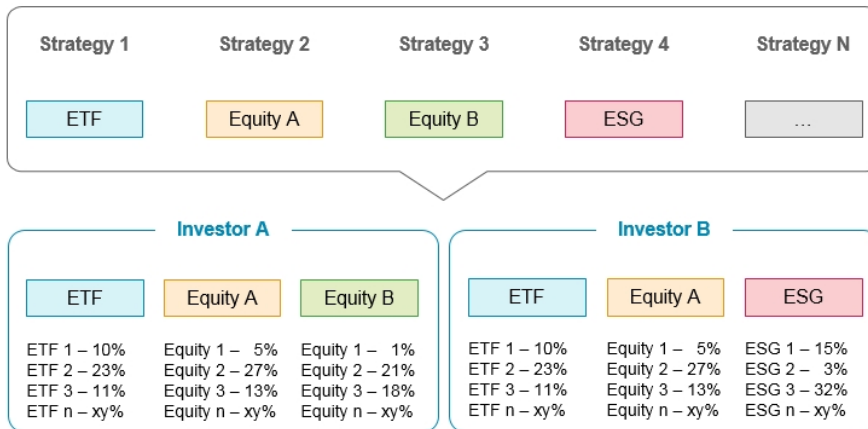 Strategy 1 Strategy 2 Strategy 3 Strategy 4 Strategy N
ETF Equity A Equity B ESG ...
Investor A
ETF Equity A Equity B
ETF 1 – 10% Equity 1 – 5% Equity 1 – 1%
ETF 2 – 23% Equity 2 – 27% Equity 2 – 21%
ETF 3 – 11% Equity 3 – 13% Equity 3 – 18%
ETF n – xy% Equity n – xy% Equity n – xy%
Investor B
ETF Equity A ESG
ETF 1 – 10% Equity 1 – 5% ESG 1 – 15%
ETF 2 – 23% Equity 2 – 27% ESG 2 – 3%
ETF 3 – 11% Equity 3 – 13% ESG 3 – 32%
ETF n – xy% Equity n – xy% ESG n – xy%